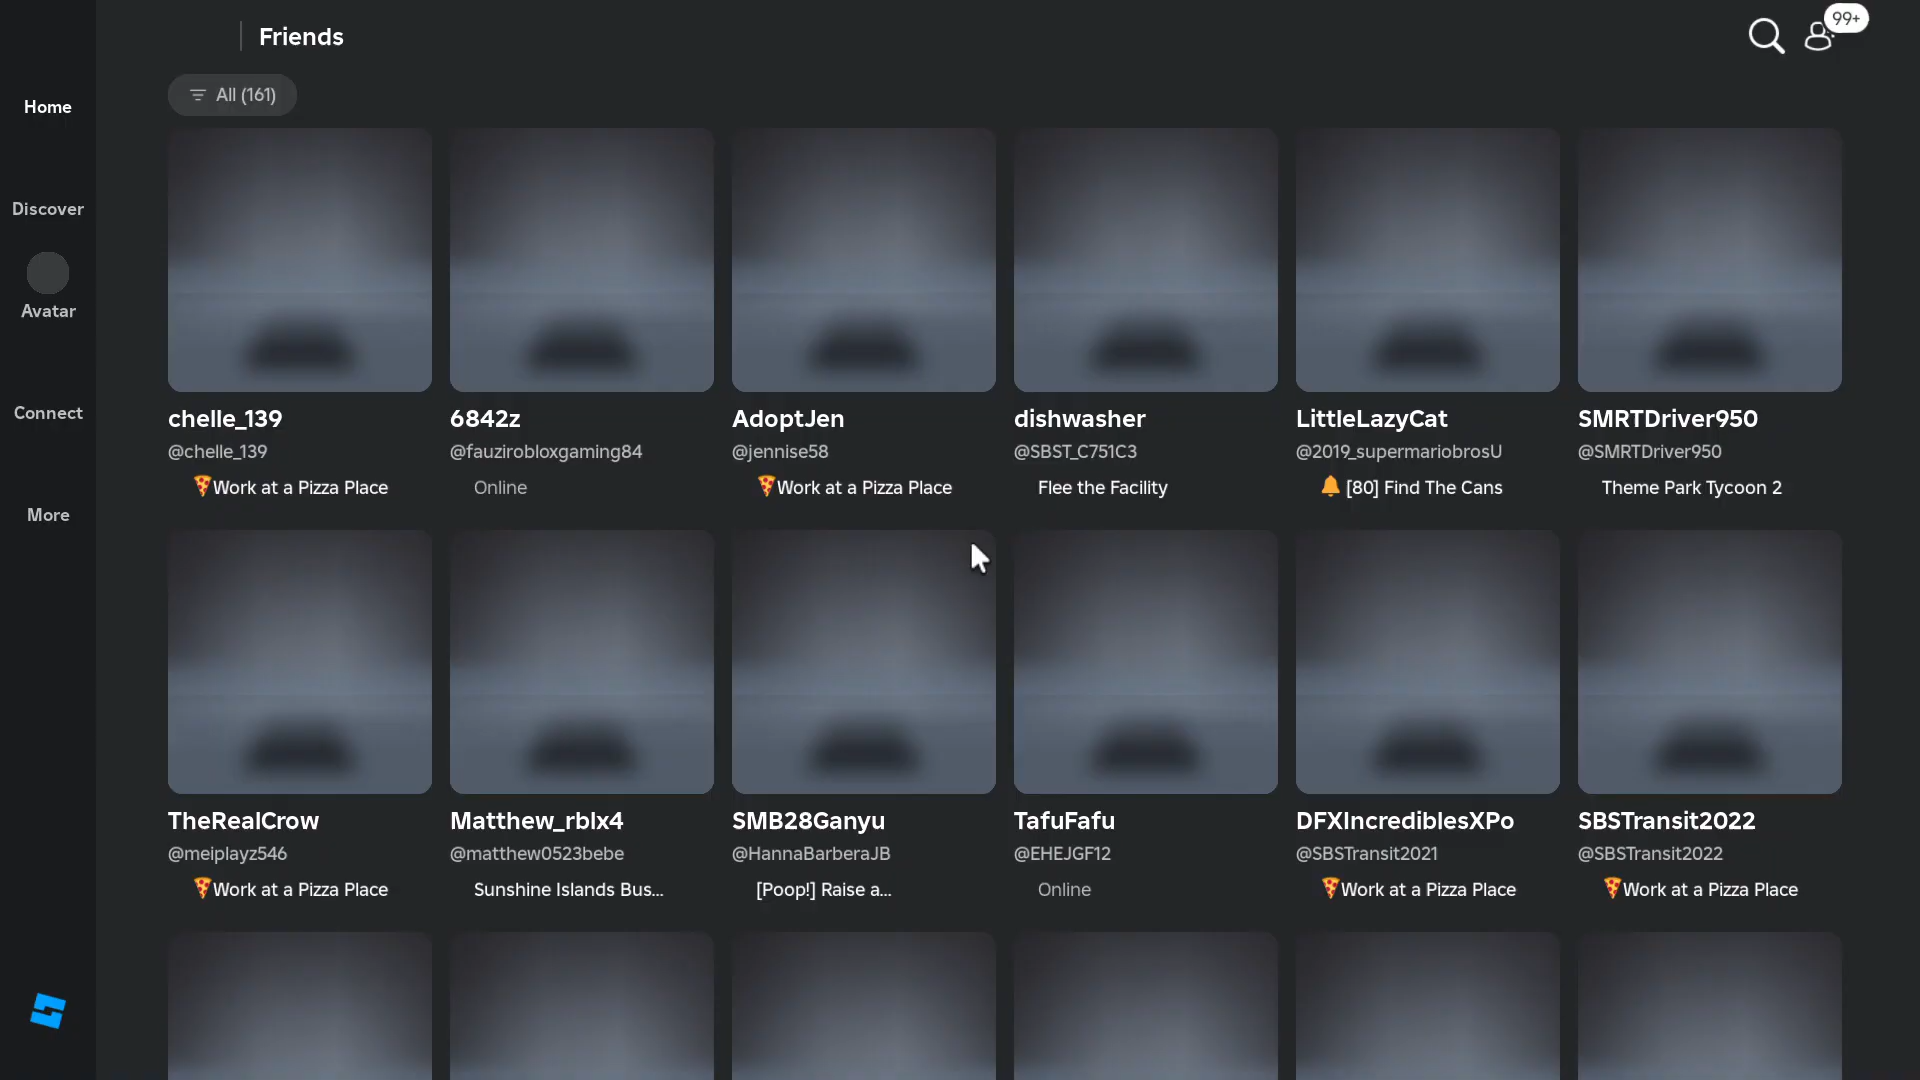 Friends
99+
All (161)
Home
Discover
Avatar
Connect
More
chelle_139
@chelle_139
🍕Work at a Pizza Place
6842z
@fauzirobloxgaming84
Online
AdoptJen
@jennise58
🍕Work at a Pizza Place
dishwasher
@SBST_C751C3
Flee the Facility
LittleLazyCat
@2019_supermariobrosU
🔔 [80] Find The Cans
SMRTDriver950
@SMRTDriver950
Theme Park Tycoon 2
TheRealCrow
@meiplayz546
🍕Work at a Pizza Place
Matthew_rblx4
@matthew0523bebe
Sunshine Islands Bus...
SMB28Ganyu
@HannaBarberaJB
[Poop!] Raise a...
TafuFafu
@EHEJGF12
Online
DFXIncrediblesXPo
@SBSTransit2021
🍕Work at a Pizza Place
SBSTransit2022
@SBSTransit2022
🍕Work at a Pizza Place